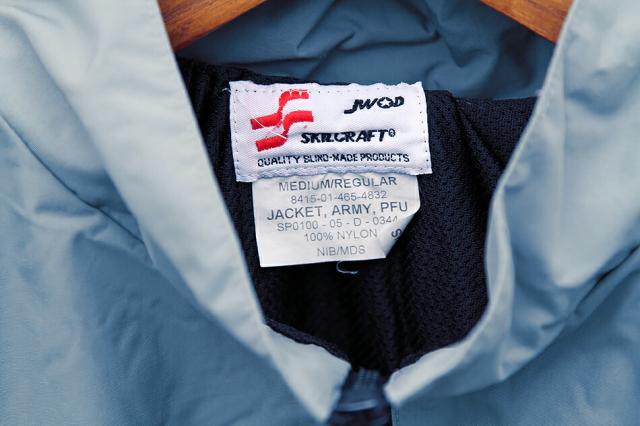 JWOD
SKILCRAFT®
QUALITY BLIND-MADE PRODUCTS
MEDIUM/REGULAR
8415-01-465-4832
JACKET, ARMY, PFU
SP0100 - 05 - D - 0344
100% NYLON
NIB/MDS
S